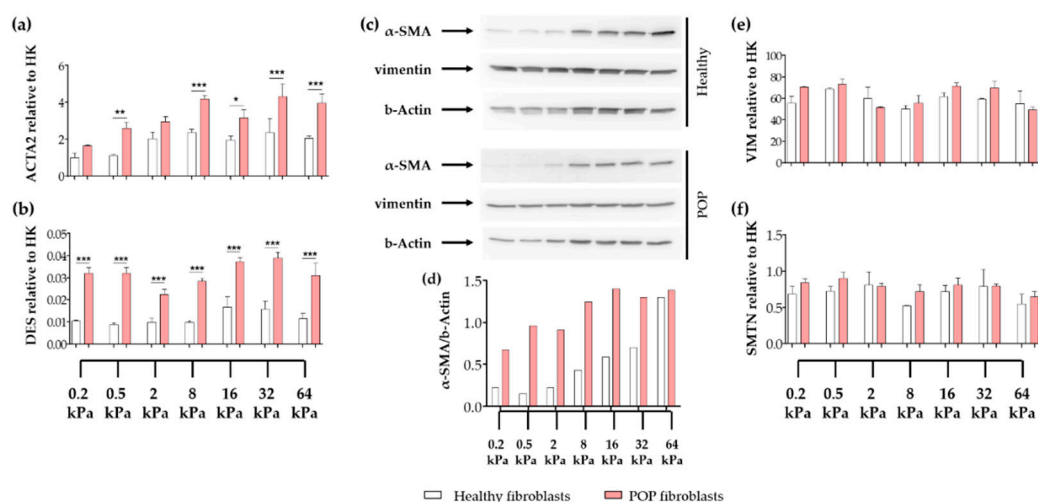 (a)
ACTA2 relative to HK
6
4
2
0
** *** * *** ***
(b)
DES relative to HK
0.05
0.04
0.03
0.02
0.01
0.00
*** *** *** *** *** *** ***
0.2 0.5 2 8 16 32 64
kPa kPa kPa kPa kPa kPa kPa
(c)
α-SMA
vimentin
b-Actin
Healthy
α-SMA
vimentin
b-Actin
POP
(d)
α-SMA/b-Actin
1.5
1.0
0.5
0.0
0.2 0.5 2 8 16 32 64
kPa kPa kPa kPa kPa kPa kPa
(e)
VIM relative to HK
100
80
60
40
20
0
(f)
SMTN relative to HK
1.5
1.0
0.5
0.0
0.2 0.5 2 8 16 32 64
kPa kPa kPa kPa kPa kPa kPa
Healthy fibroblasts POP fibroblasts